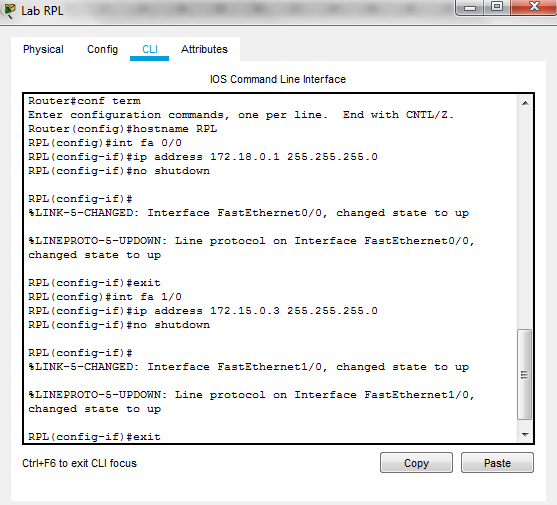 Lab RPL
Physical Config CLI Attributes
IOS Command Line Interface
Router#conf term
Enter configuration commands, one per line. End with CNTL/Z.
Router(config)#hostname RPL
RPL(config)#int fa 0/0
RPL(config-if)#ip address 172.18.0.1 255.255.255.0
RPL(config-if)#no shutdown
RPL(config-if)#
%LINK-5-CHANGED: Interface FastEthernet0/0, changed state to up
%LINEPROTO-5-UPDOWN: Line protocol on Interface FastEthernet0/0,
changed state to up
RPL(config-if)#exit
RPL(config)#int fa 1/0
RPL(config-if)#ip address 172.15.0.3 255.255.255.0
RPL(config-if)#no shutdown
RPL(config-if)#
%LINK-5-CHANGED: Interface FastEthernet1/0, changed state to up
%LINEPROTO-5-UPDOWN: Line protocol on Interface FastEthernet1/0,
changed state to up
RPL(config-if)#exit
Ctrl+F6 to exit CLI focus
Copy Paste